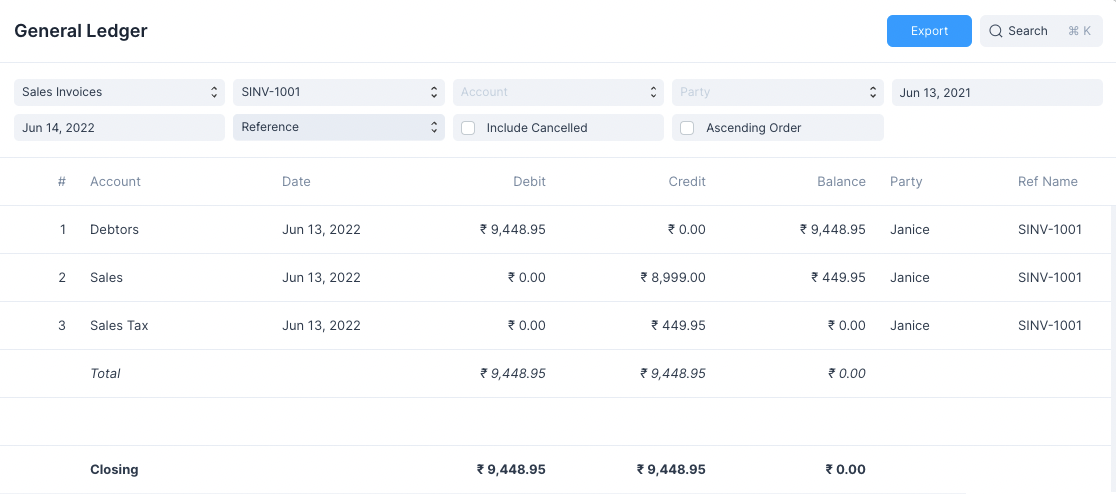 General Ledger Export Search ⌘ K
Sales Invoices SINV-1001 Account Party Jun 13, 2021
Jun 14, 2022 Reference Include Cancelled Ascending Order
# Account Date Debit Credit Balance Party Ref Name
1 Debtors Jun 13, 2022 ₹ 9,448.95 ₹ 0.00 ₹ 9,448.95 Janice SINV-1001
2 Sales Jun 13, 2022 ₹ 0.00 ₹ 8,999.00 ₹ 449.95 Janice SINV-1001
3 Sales Tax Jun 13, 2022 ₹ 0.00 ₹ 449.95 ₹ 0.00 Janice SINV-1001
Total ₹ 9,448.95 ₹ 9,448.95 ₹ 0.00
Closing ₹ 9,448.95 ₹ 9,448.95 ₹ 0.00